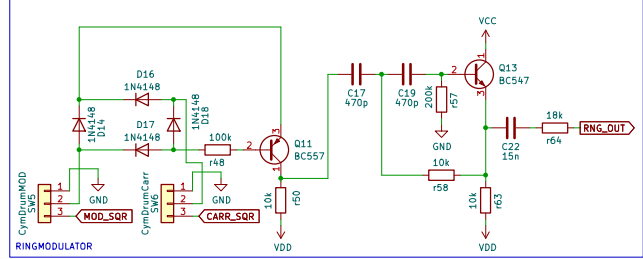 VCC
Q13
BC547
1
2
3
D16
1N4148
D14
1N4148
D17
1N4148
D18
1N4148
C17
470p
C19
470p
200k
r57
GND
100k
r48
2
3
1
Q11
BC557
C22
15n
18k
r64
RNG_OUT
10k
r58
10k
r63
VDD
10k
r50
VDD
CymDrumMOD
SW5
1
2
3
GND
MOD_SQR
CymDrumCarr
SW6
1
2
3
GND
CARR_SQR
RINGMODULATOR